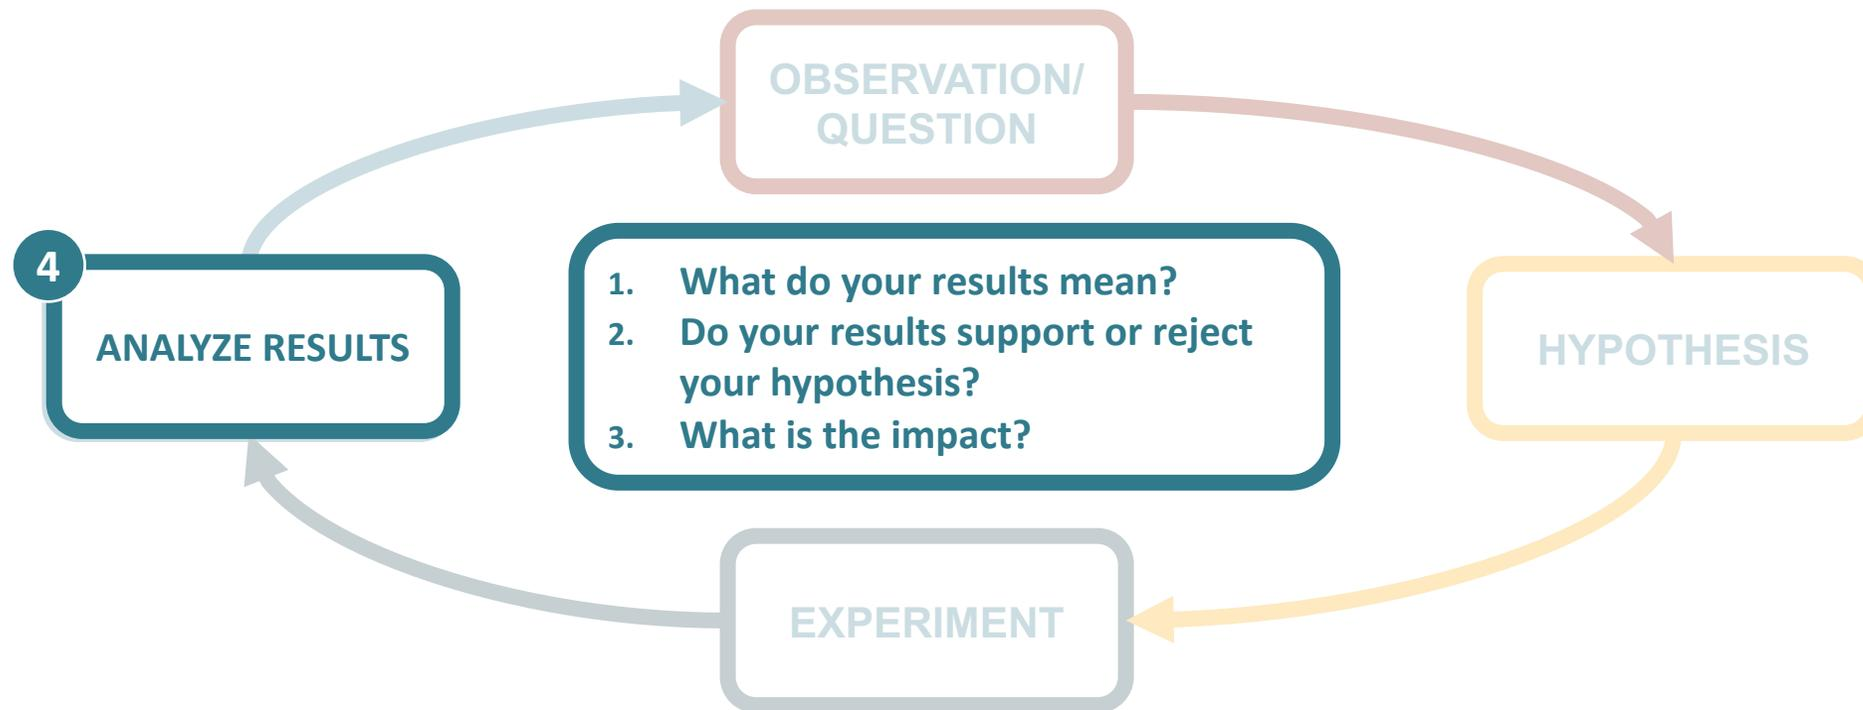 OBSERVATION/
QUESTION
4
ANALYZE RESULTS
1. What do your results mean?
2. Do your results support or reject
your hypothesis?
3. What is the impact?
HYPOTHESIS
EXPERIMENT